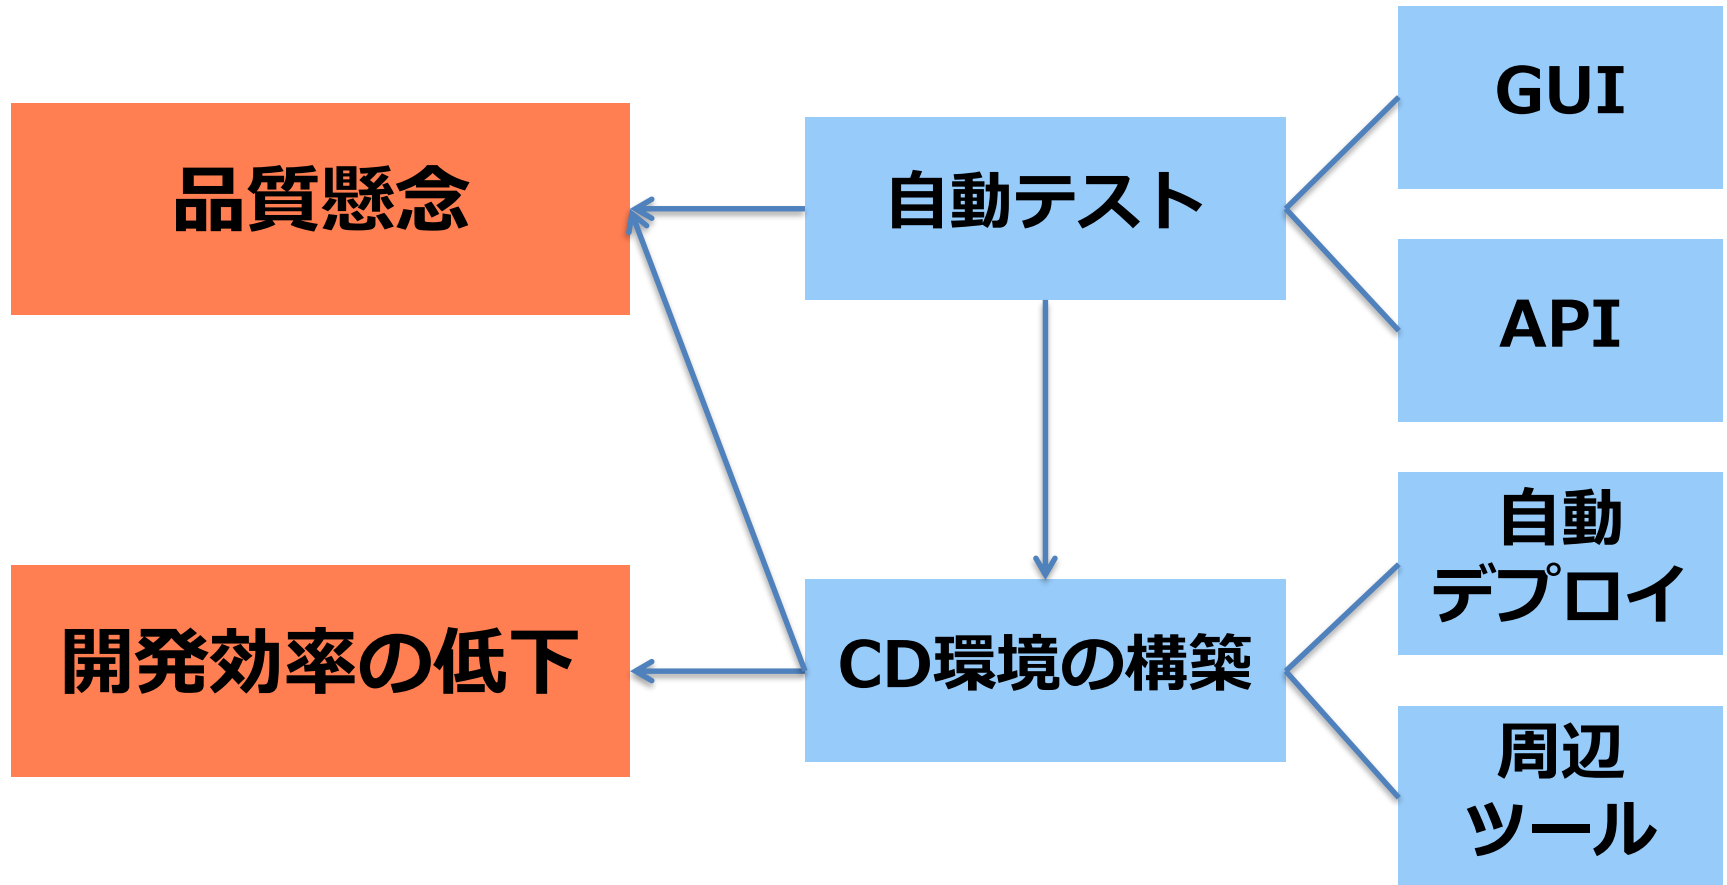 品質懸念
自動テスト
GUI
API
開発効率の低下
CD環境の構築
自動
デプロイ
周辺
ツール